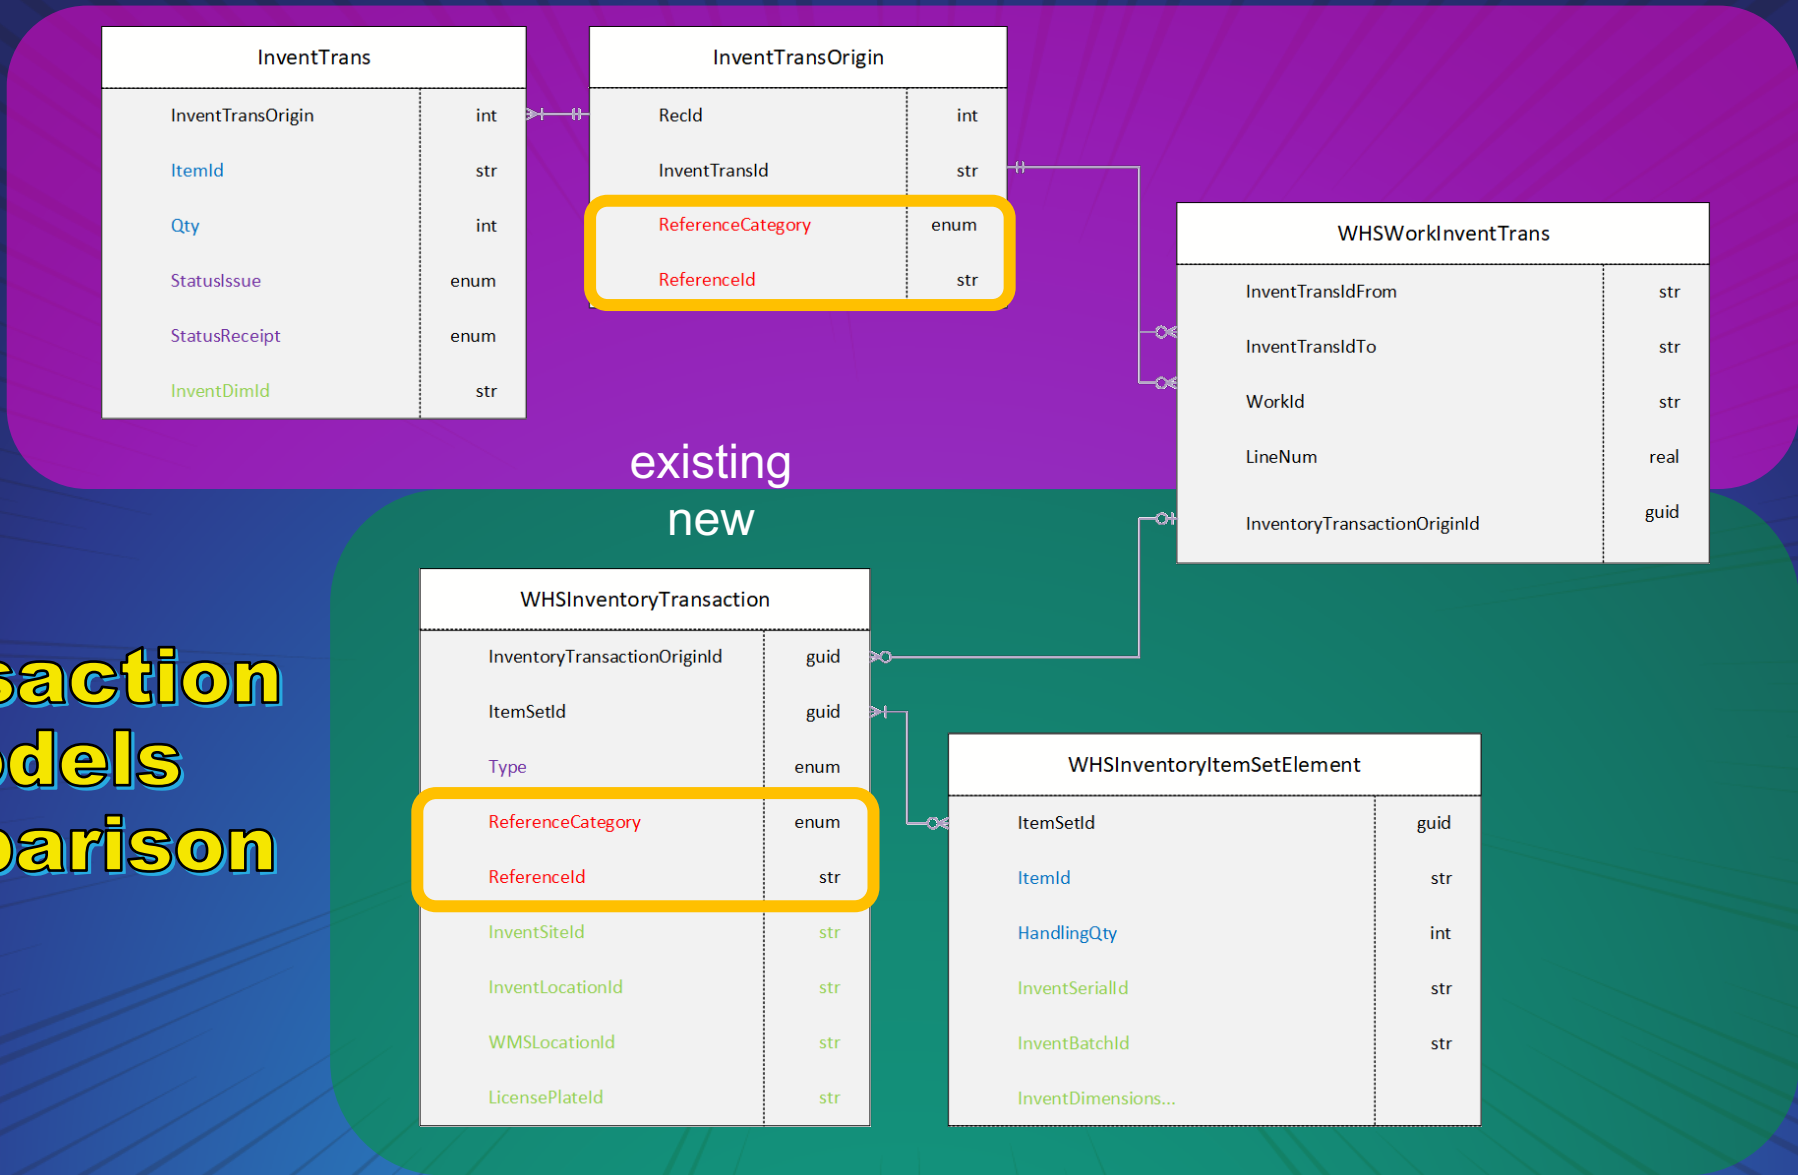 InventTrans
InventTransOrigin int
ItemId str
Qty int
StatusIssue enum
StatusReceipt enum
InventDimId str
InventTransOrigin
RecId int
InventTransId str
ReferenceCategory enum
ReferenceId str
WHSWorkInventTrans
InventTransIdFrom str
InventTransIdTo str
WorkId str
LineNum real
InventoryTransactionOriginId guid
existing
new
saction
dels
parison
WHSInventoryTransaction
InventoryTransactionOriginId guid
ItemSetId guid
Type enum
ReferenceCategory enum
ReferenceId str
InventSiteId str
InventLocationId str
WMSLocationId str
LicensePlateId str
WHSInventoryItemSetElement
ItemSetId guid
ItemId str
HandlingQty int
InventSerialId str
InventBatchId str
InventDimensions...